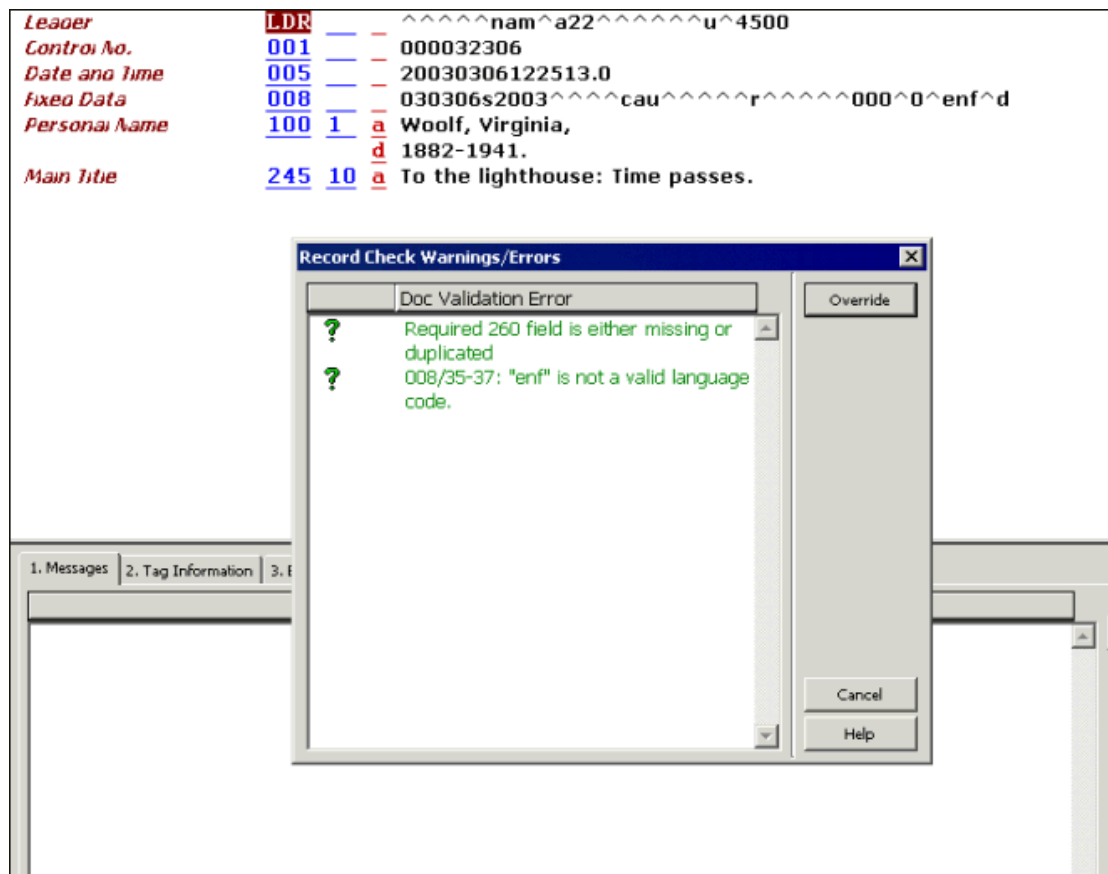 Leader LDR ^^^^^nam^a22^^^^^^u^4500
Control No. 001 000032306
Date and Time 005 20030306122513.0
Fixed Data 008 030306s2003^^^^cau^^^^^r^^^^^000^0^enf^d
Personal Name 100 1 a Woolf, Virginia,
d 1882-1941.
Main Title 245 10 a To the lighthouse: Time passes.
Record Check Warnings/Errors
Doc Validation Error
Override
? Required 260 field is either missing or
duplicated
? 008/35-37: "enf" is not a valid language
code.
1. Messages 2. Tag Information 3. E
Cancel
Help